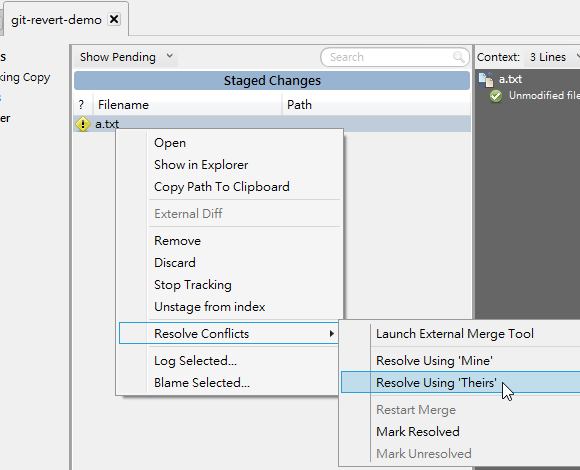 git-revert-demo
s
king Copy
s
er
Show Pending
Search
Context: 3 Lines
Staged Changes
? Filename Path
a.txt
a.txt
Unmodified file
Open
Show in Explorer
Copy Path To Clipboard
External Diff
Remove
Discard
Stop Tracking
Unstage from index
Resolve Conflicts
Log Selected...
Blame Selected...
Launch External Merge Tool
Resolve Using 'Mine'
Resolve Using 'Theirs'
Restart Merge
Mark Resolved
Mark Unresolved